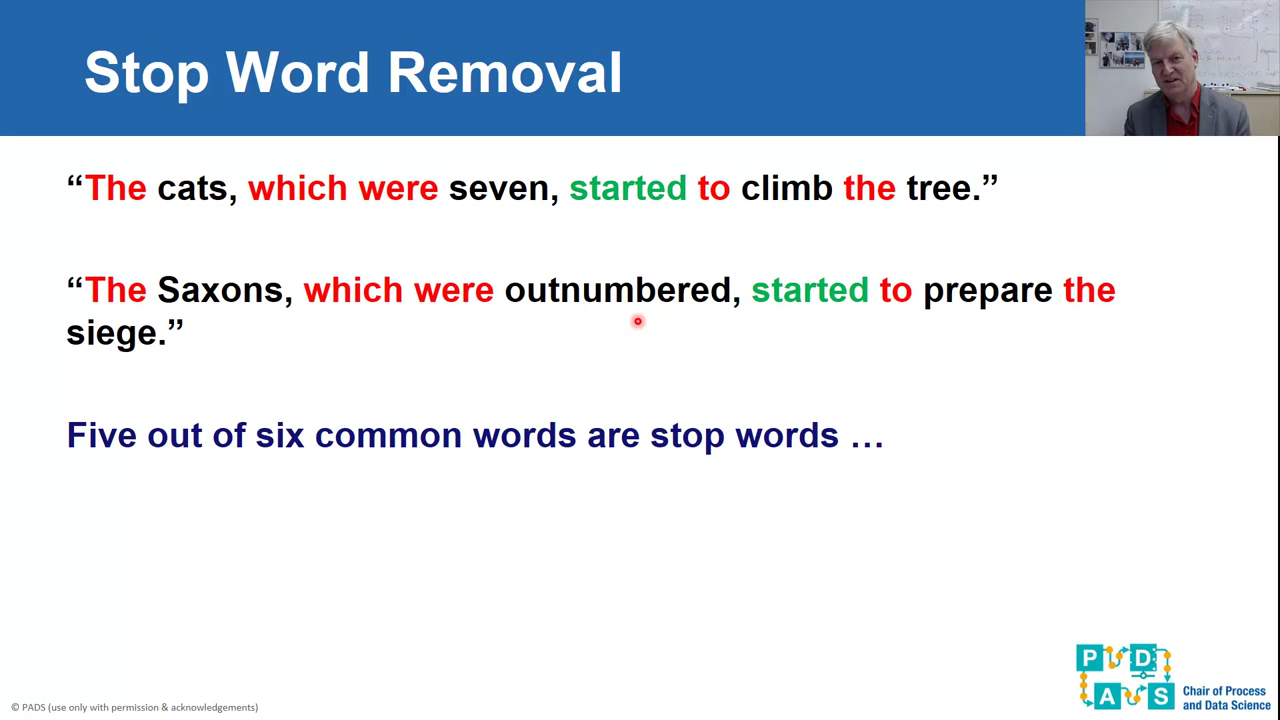 Stop Word Removal
“The cats, which were seven, started to climb the tree.”
“The Saxons, which were outnumbered, started to prepare the
siege.”
Five out of six common words are stop words …
P D
A S
Chair of Process
and Data Science
© PADS (use only with permission & acknowledgements)